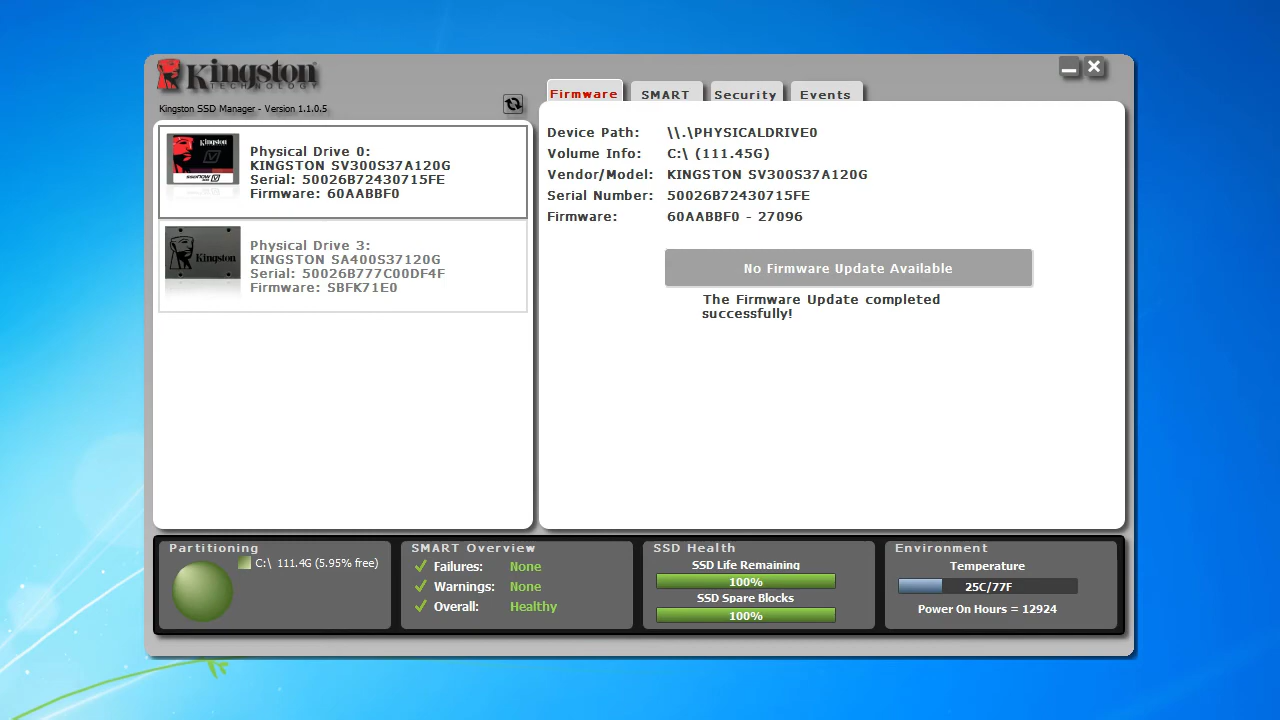 Kingston
TECHNOLOGY
Kingston SSD Manager - Version 1.1.0.5
Physical Drive 0:
KINGSTON SV300S37A120G
Serial: 50026B72430715FE
Firmware: 60AABBF0
Kingston
Physical Drive 3:
KINGSTON SA400S37120G
Serial: 50026B777C00DF4F
Firmware: SBFK71E0
Kingston
Firmware SMART Security Events
Device Path: \\.\PHYSICALDRIVE0
Volume Info: C:\ (111.45G)
Vendor/Model: KINGSTON SV300S37A120G
Serial Number: 50026B72430715FE
Firmware: 60AABBF0 - 27096
No Firmware Update Available
The Firmware Update completed
successfully!
Partitioning
C:\ 111.4G (5.95% free)
SMART Overview
Failures: None
Warnings: None
Overall: Healthy
SSD Health
SSD Life Remaining
100%
SSD Spare Blocks
100%
Environment
Temperature
25C/77F
Power On Hours = 12924